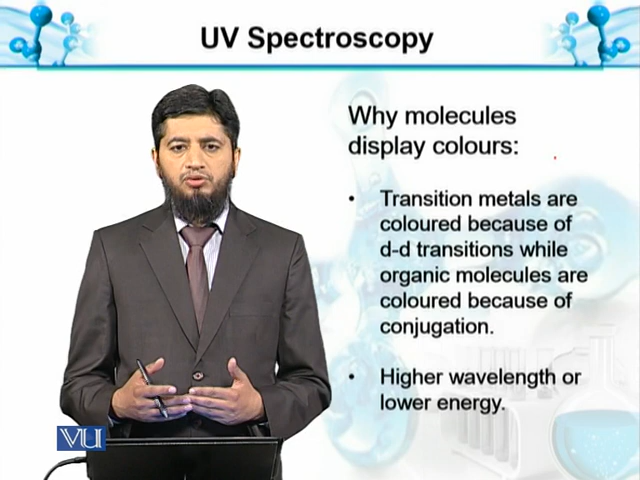 UV Spectroscopy
Why molecules
display colours:
• Transition metals are
coloured because of
d-d transitions while
organic molecules are
coloured because of
conjugation.
• Higher wavelength or
lower energy.
VU